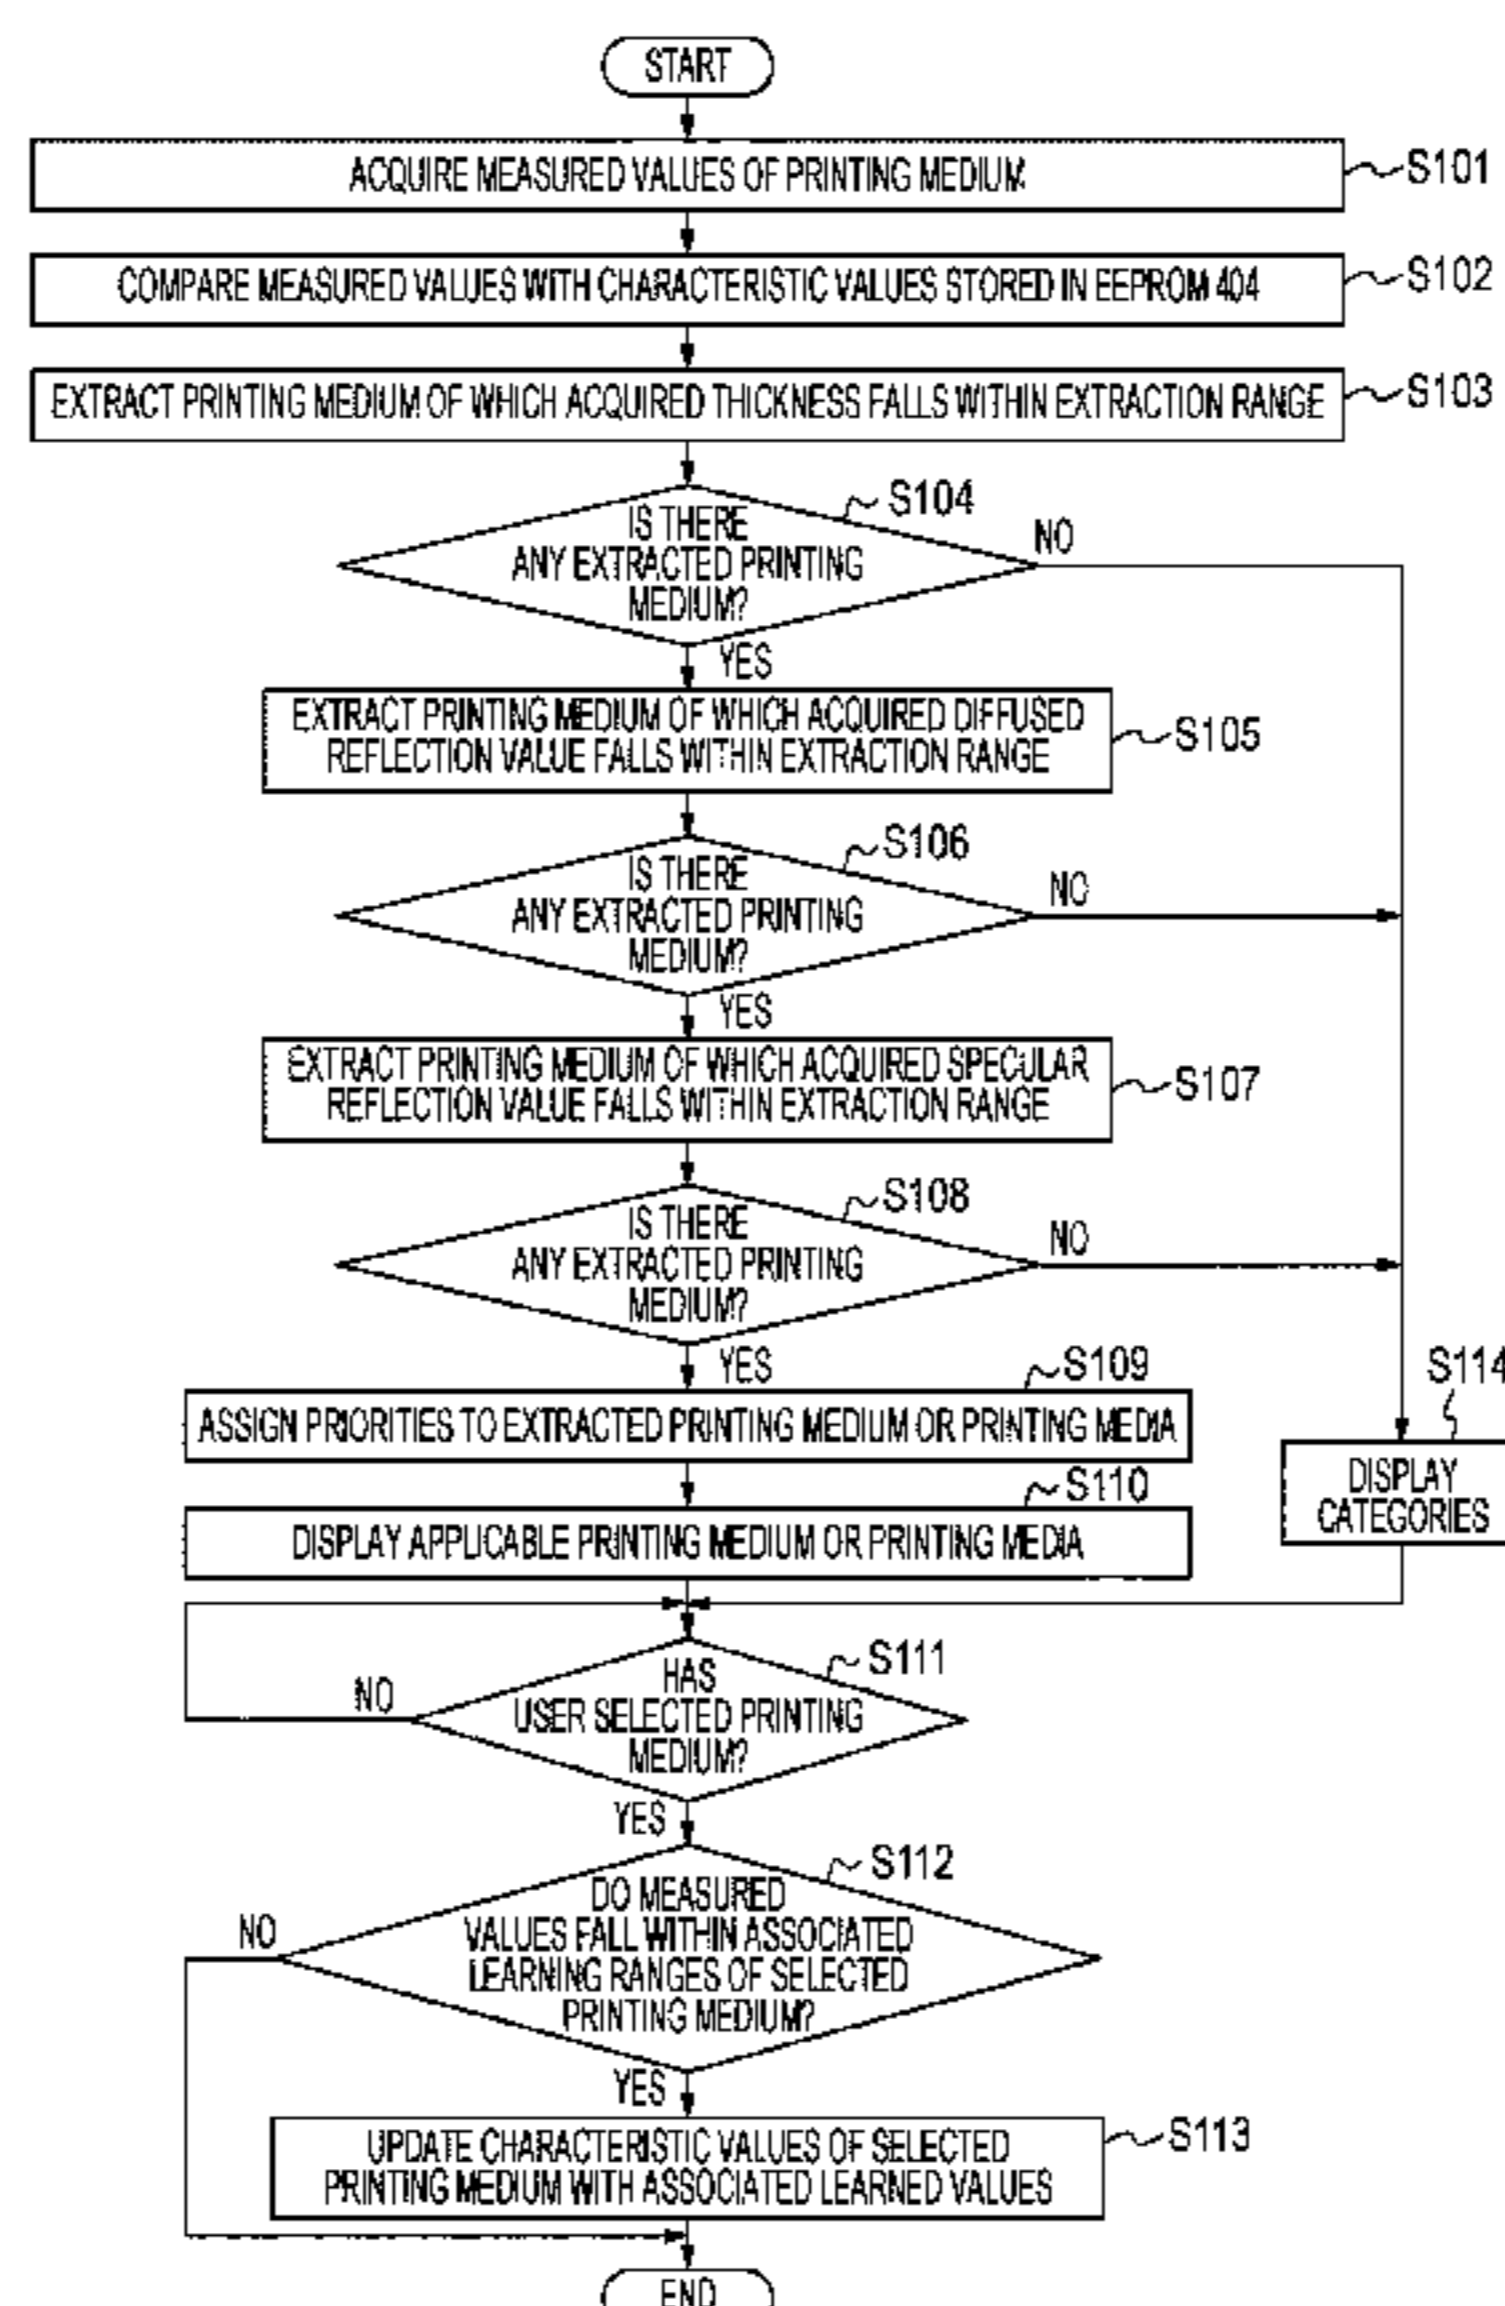 START
ACQUIRE MEASURED VALUES OF PRINTING MEDIUM
S101
COMPARE MEASURED VALUES WITH CHARACTERISTIC VALUES STORED IN EEPROM 404
S102
EXTRACT PRINTING MEDIUM OF WHICH ACQUIRED THICKNESS FALLS WITHIN EXTRACTION RANGE
S103
S104
IS THERE
ANY EXTRACTED PRINTING
MEDIUM?
NO
YES
EXTRACT PRINTING MEDIUM OF WHICH ACQUIRED DIFFUSED
REFLECTION VALUE FALLS WITHIN EXTRACTION RANGE
S105
S106
IS THERE
ANY EXTRACTED PRINTING
MEDIUM?
NO
YES
EXTRACT PRINTING MEDIUM OF WHICH ACQUIRED SPECULAR
REFLECTION VALUE FALLS WITHIN EXTRACTION RANGE
S107
S108
IS THERE
ANY EXTRACTED PRINTING
MEDIUM?
NO
YES
S109
ASSIGN PRIORITIES TO EXTRACTED PRINTING MEDIUM OR PRINTING MEDIA
S114
DISPLAY
CATEGORIES
S110
DISPLAY APPLICABLE PRINTING MEDIUM OR PRINTING MEDIA
S111
HAS
USER SELECTED PRINTING
MEDIUM?
NO
YES
S112
DO MEASURED
VALUES FALL WITHIN ASSOCIATED
LEARNING RANGES OF SELECTED
PRINTING MEDIUM?
NO
YES
UPDATE CHARACTERISTIC VALUES OF SELECTED
PRINTING MEDIUM WITH ASSOCIATED LEARNED VALUES
S113
END